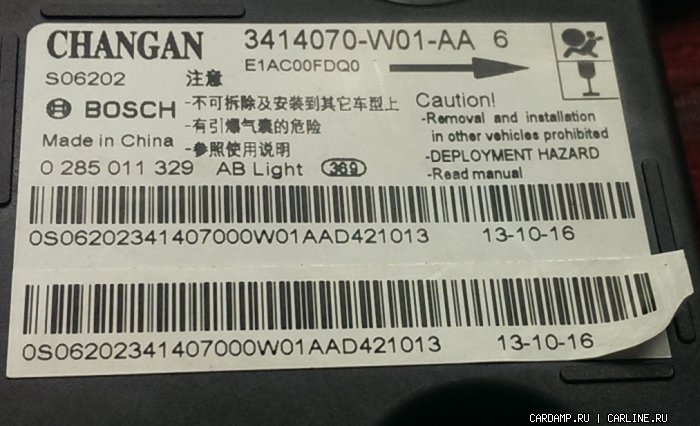 CHANGAN 3414070-W01-AA 6
S06202 注意 E1AC00FDQ0
BOSCH
Made in China
-不可拆除及安装到其它车型上
-有引爆气囊的危险
-参照使用说明
Caution!
-Removal and installation
in other vehicles prohibited
-DEPLOYMENT HAZARD
-Read manual
0 285 011 329 AB Light 369
0S06202341407000W01AAD421013 13-10-16
0S06202341407000W01AAD421013 13-10-16
CARDAMP.RU | CARLINE.RU